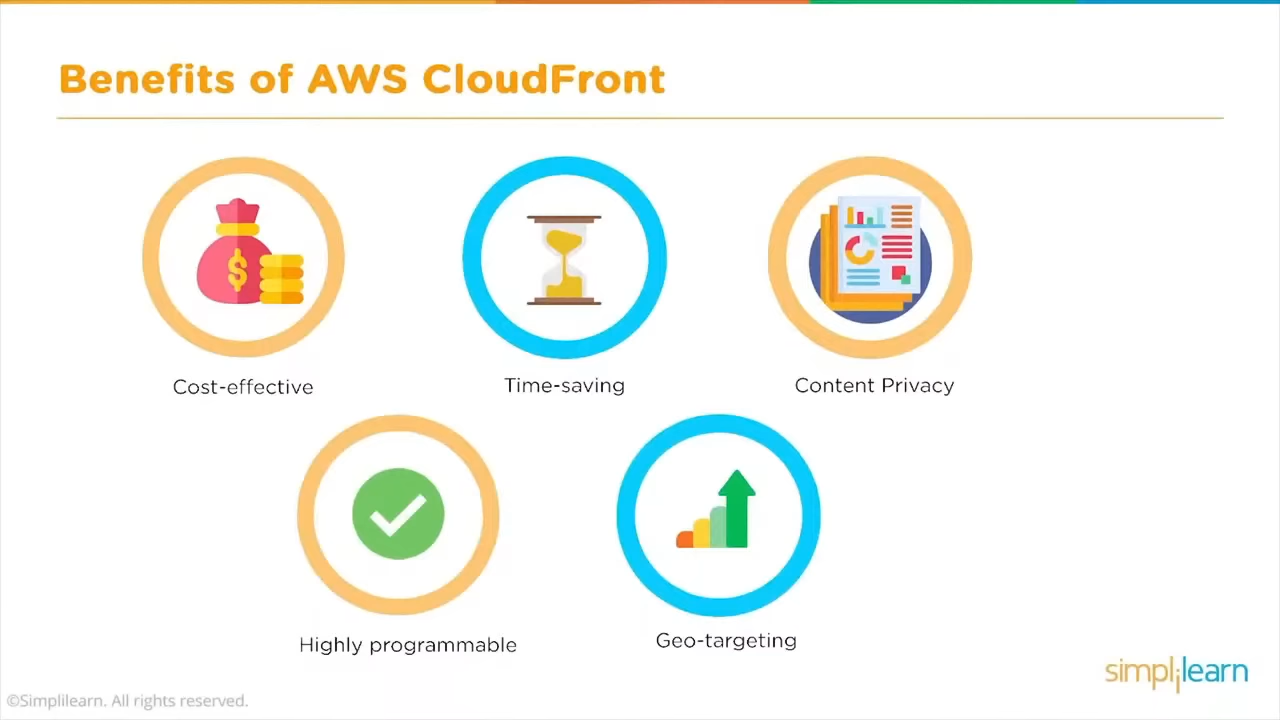 Benefits of AWS CloudFront
$
Cost-effective
Time-saving
Content Privacy
Highly programmable
Geo-targeting
simplilearn
©Simplilearn. All rights reserved.